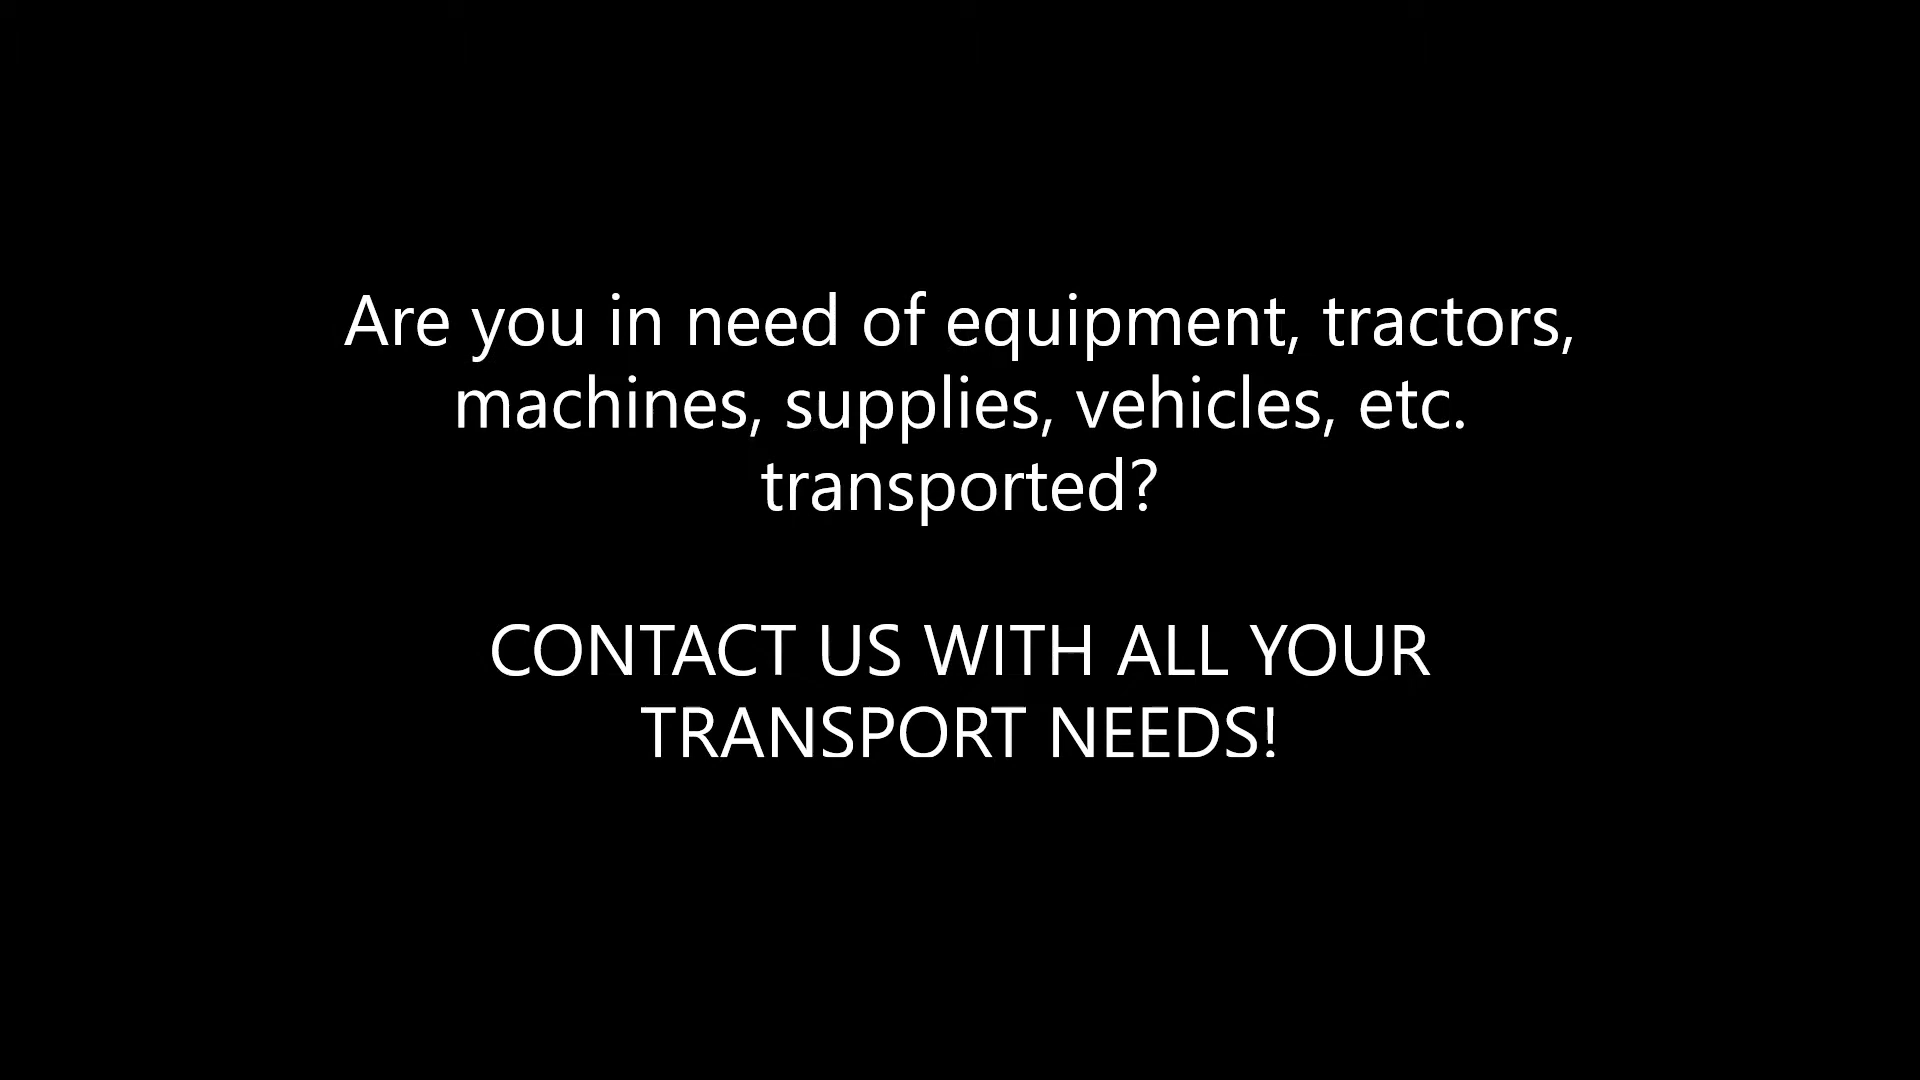 Are you in need of equipment, tractors,
machines, supplies, vehicles, etc.
transported?
CONTACT US WITH ALL YOUR
TRANSPORT NEEDS!